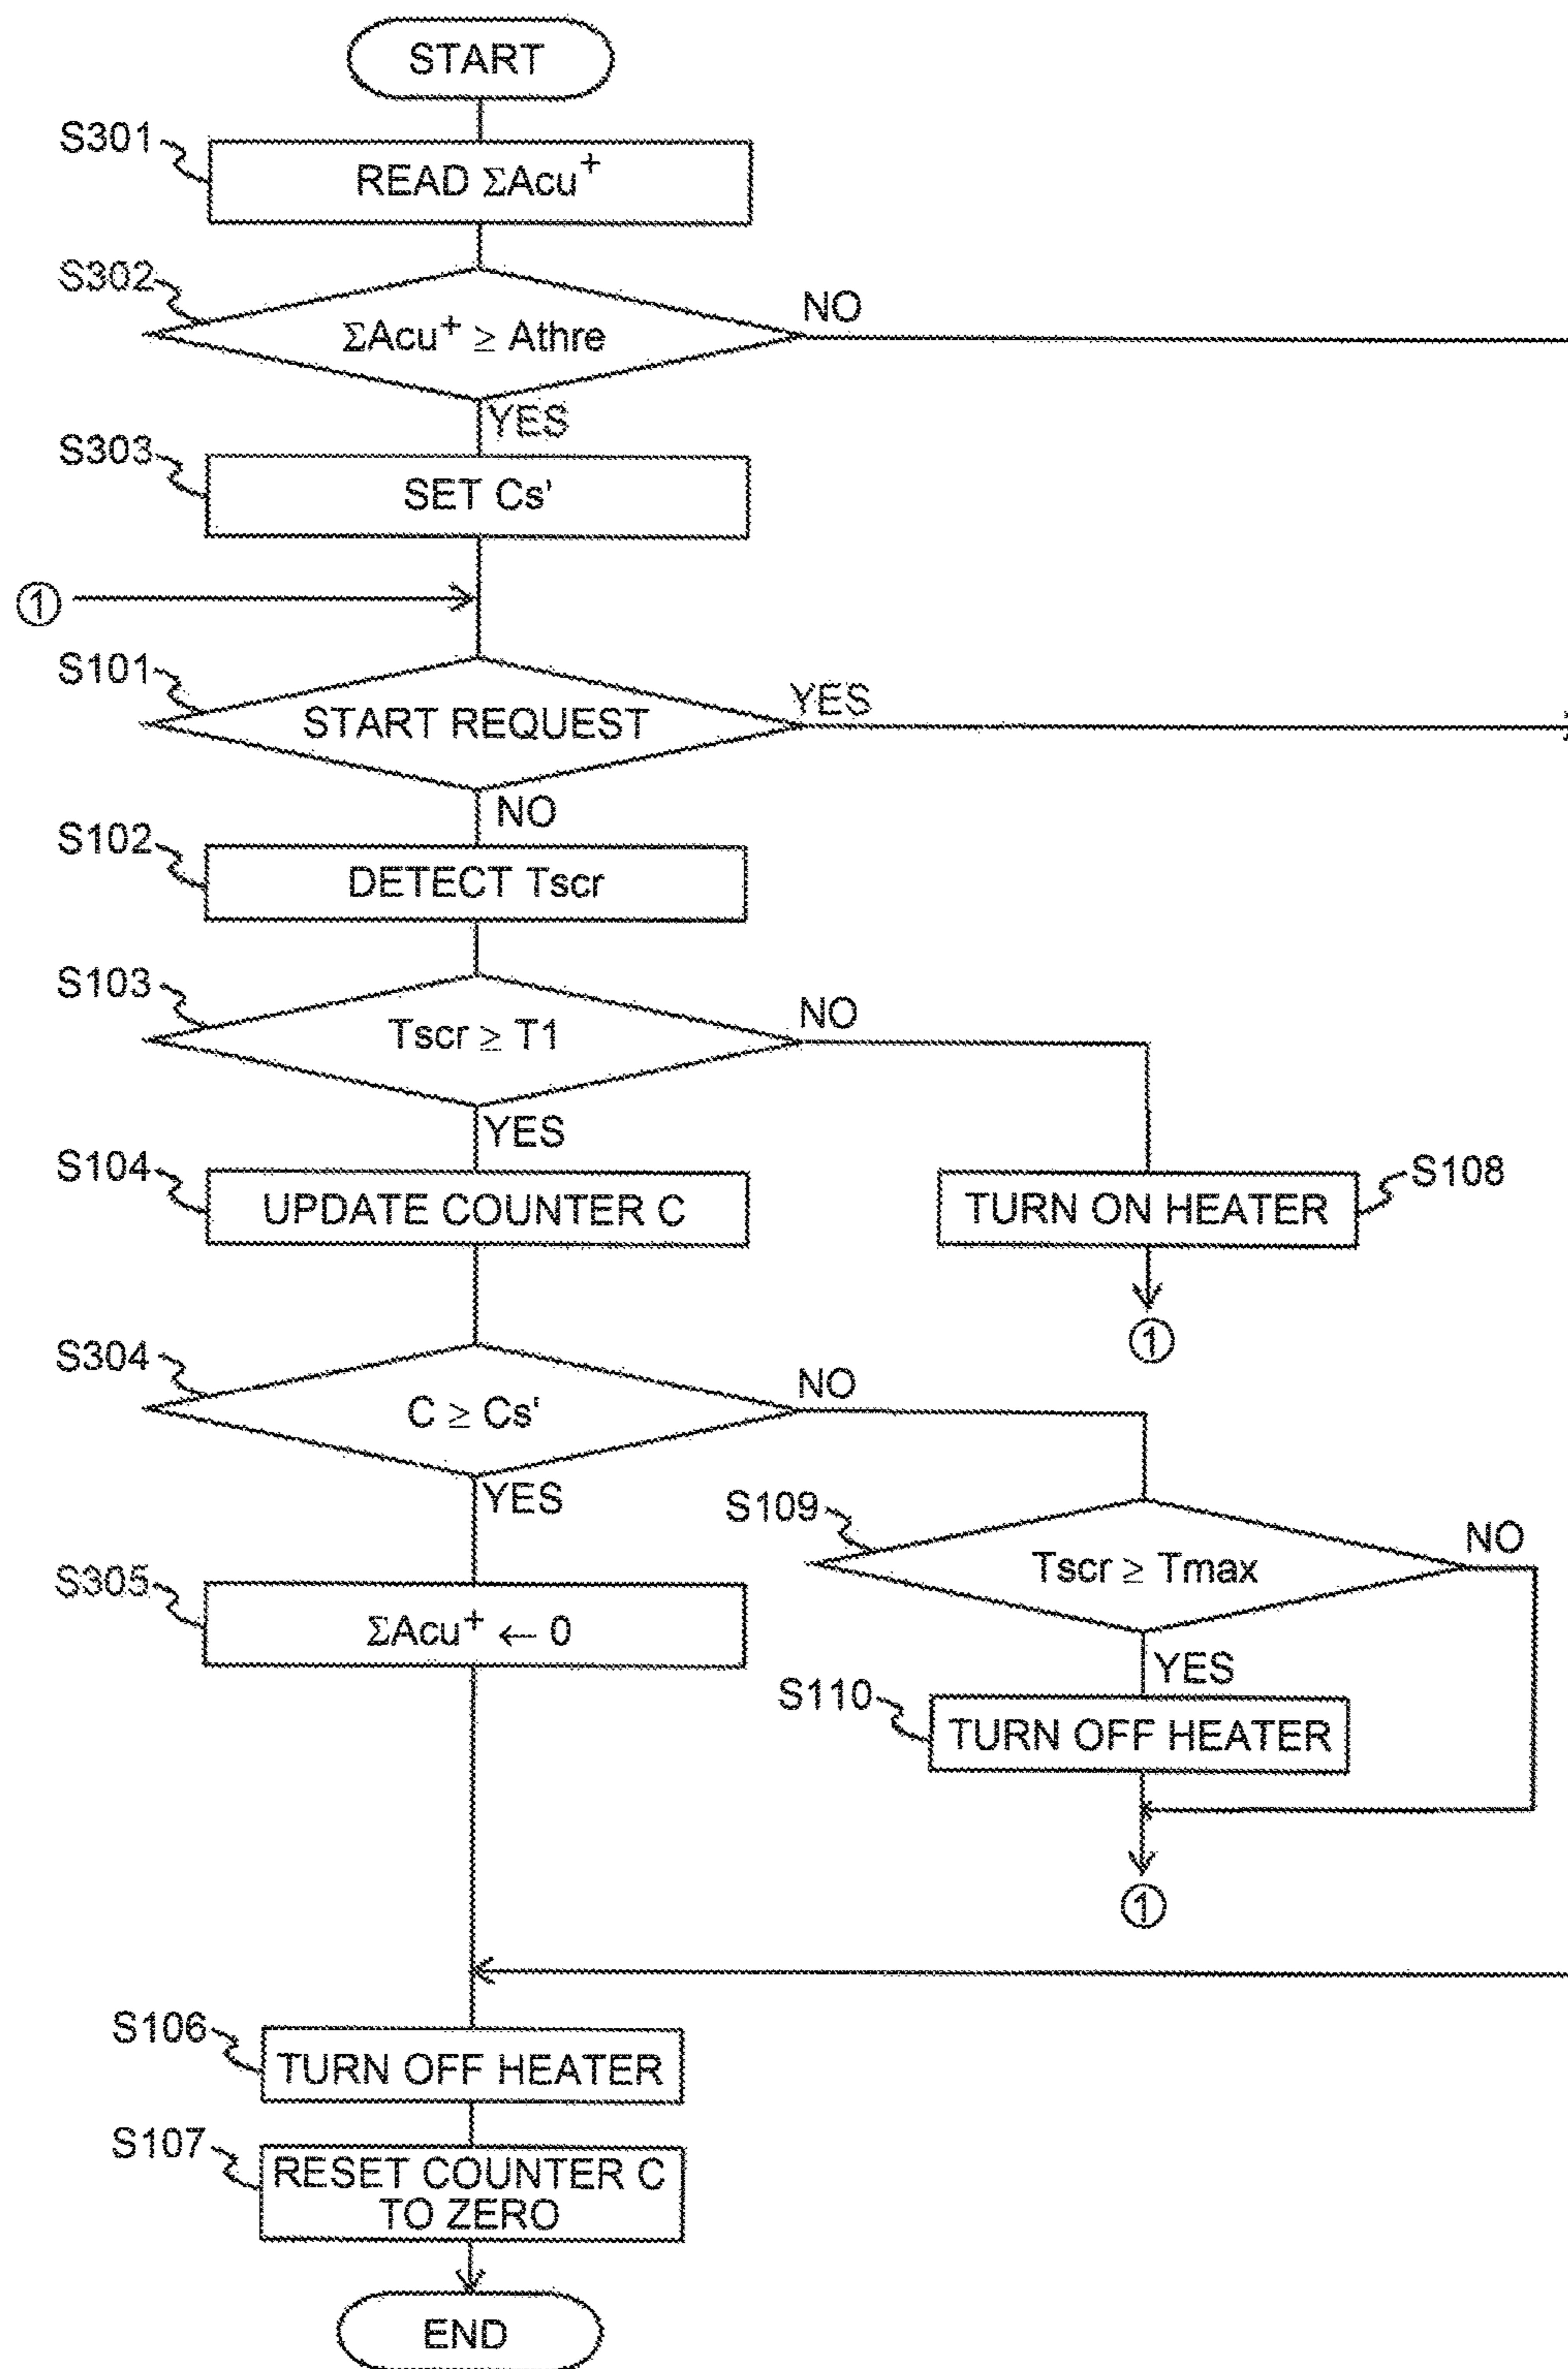 START
S301
READ ΣAcu⁺
S302
ΣAcu⁺ ≥ Athre
NO
YES
S303
SET Cs'
①
S101
START REQUEST
YES
NO
S102
DETECT Tscr
S103
Tscr ≥ T1
NO
YES
S104
UPDATE COUNTER C
TURN ON HEATER
S108
①
S304
C ≥ Cs'
NO
YES
S109
Tscr ≥ Tmax
NO
S305
ΣAcu⁺ ← 0
YES
S110
TURN OFF HEATER
①
S106
TURN OFF HEATER
S107
RESET COUNTER C
TO ZERO
END